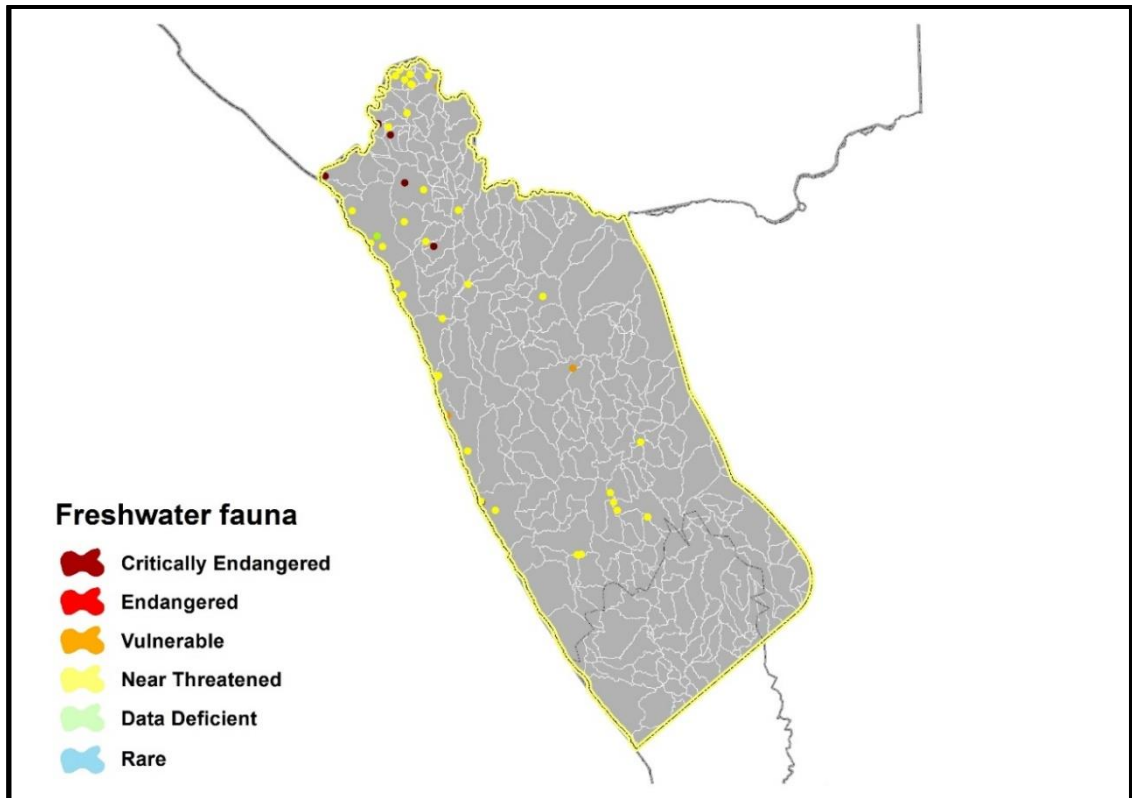 Freshwater fauna
Critically Endangered
Endangered
Vulnerable
Near Threatened
Data Deficient
Rare